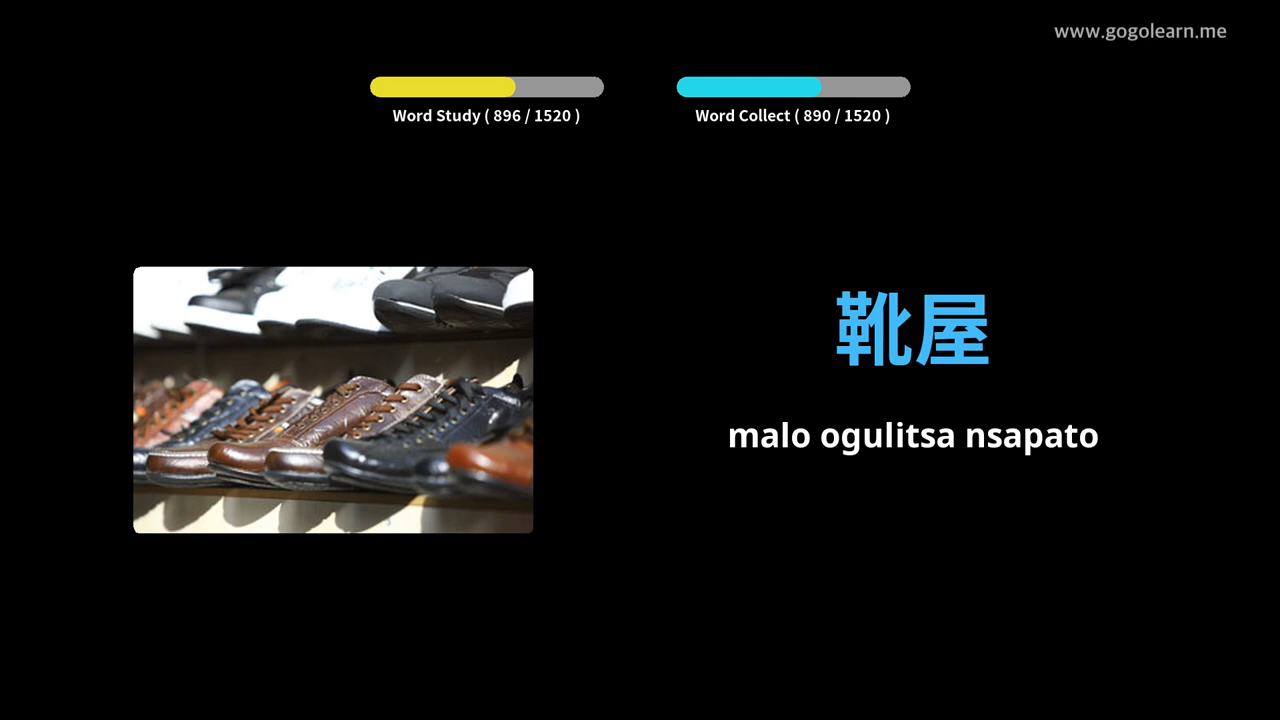 www.gogolearn.me
Word Study ( 896 / 1520 )
Word Collect ( 890 / 1520 )
靴屋
malo ogulitsa nsapato